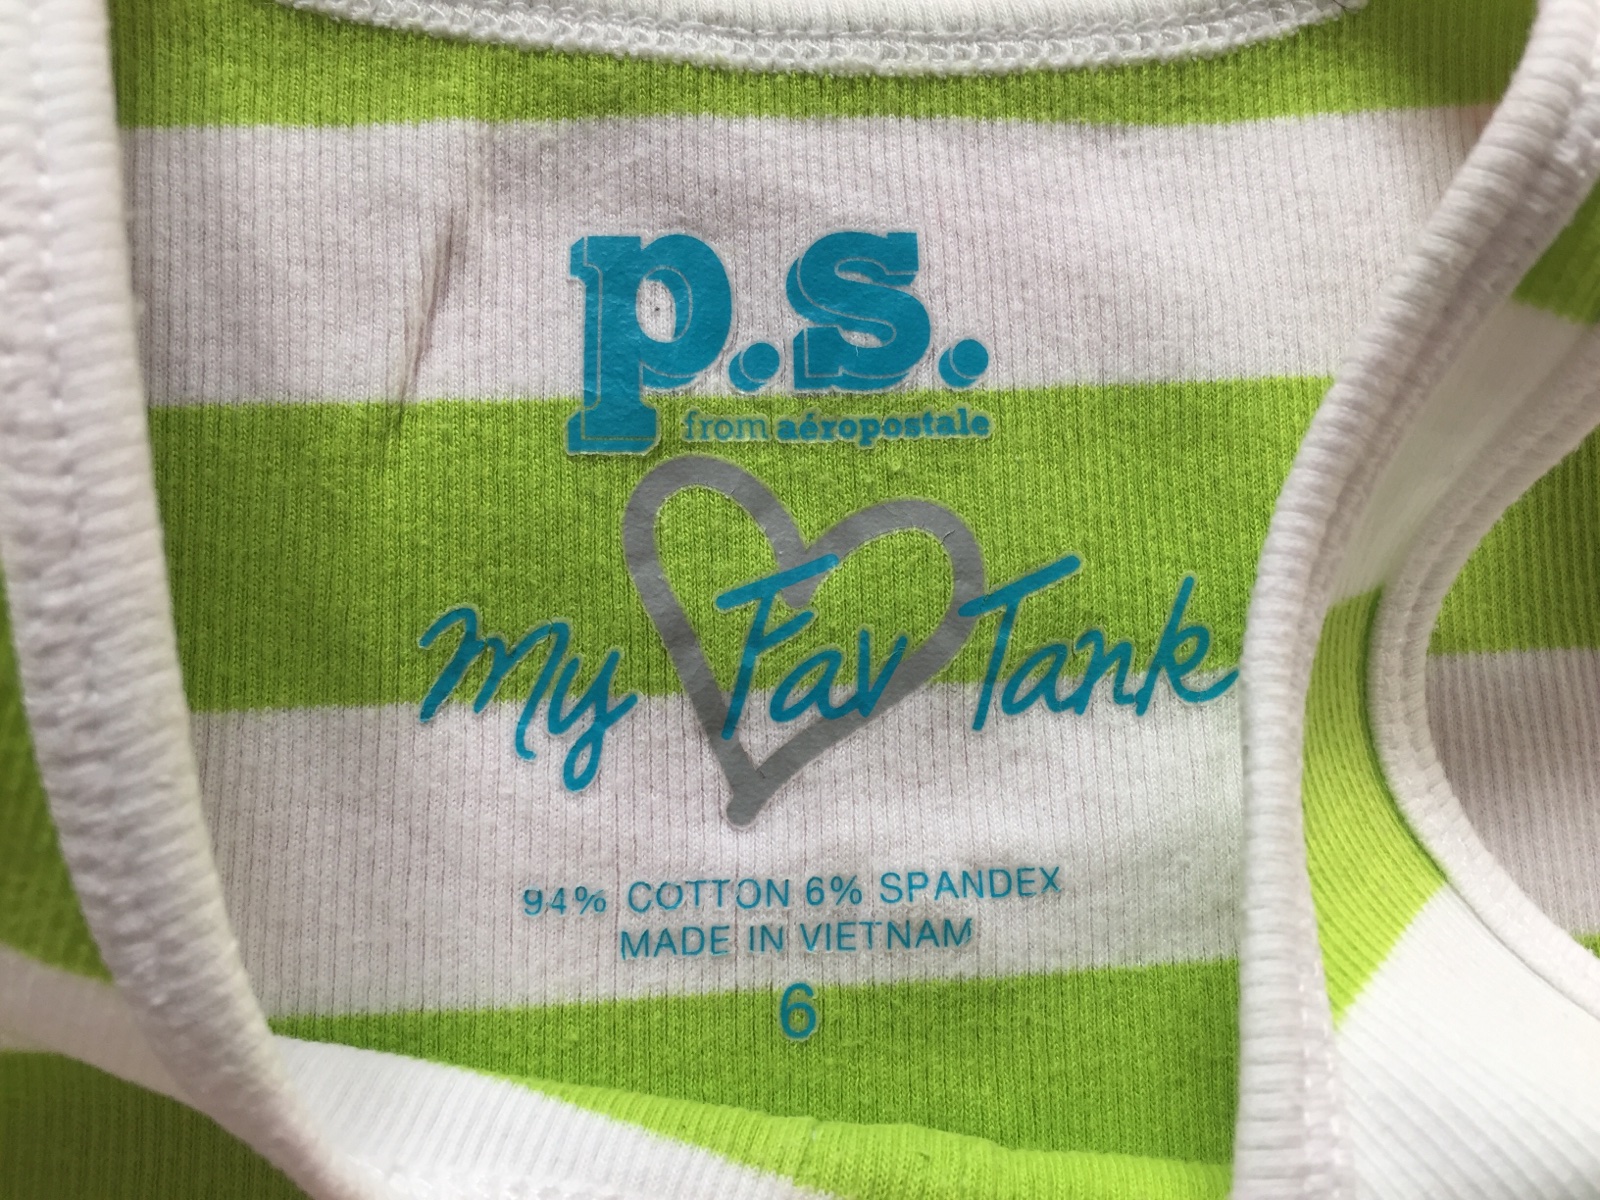 p.s.
from aéropostale
My Fav Tank
94% COTTON 6% SPANDEX
MADE IN VIETNAM
6